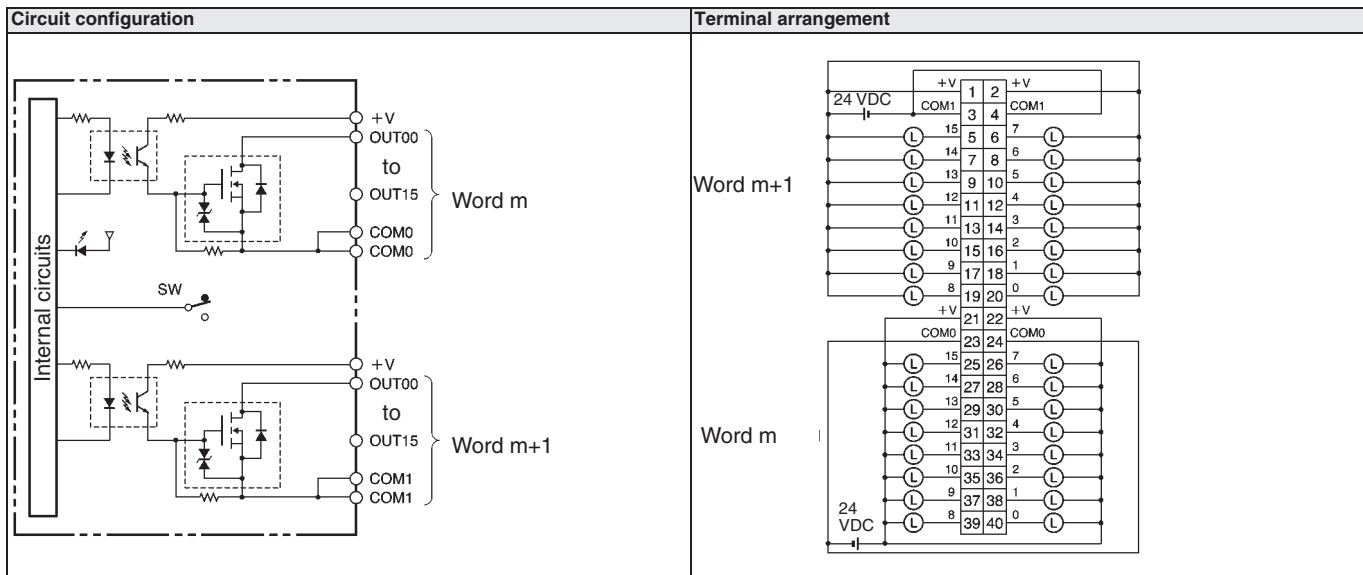 Circuit configuration
Internal circuits
+V
OUT00
to
OUT15
COM0
COM0
Word m
SW
+V
OUT00
to
OUT15
COM1
COM1
Word m+1
Terminal arrangement
Word m+1
24 VDC
+V 1 2 +V
COM1 3 4 COM1
L 15 5 6 7 L
L 14 7 8 6 L
L 13 9 10 5 L
L 12 11 12 4 L
L 11 13 14 3 L
L 10 15 16 2 L
L 9 17 18 1 L
L 8 19 20 0 L
+V 21 22 +V
COM0 23 24 COM0
Word m
L 15 25 26 7 L
L 14 27 28 6 L
L 13 29 30 5 L
L 12 31 32 4 L
L 11 33 34 3 L
L 10 35 36 2 L
L 9 37 38 1 L
L 8 39 40 0 L
24
VDC